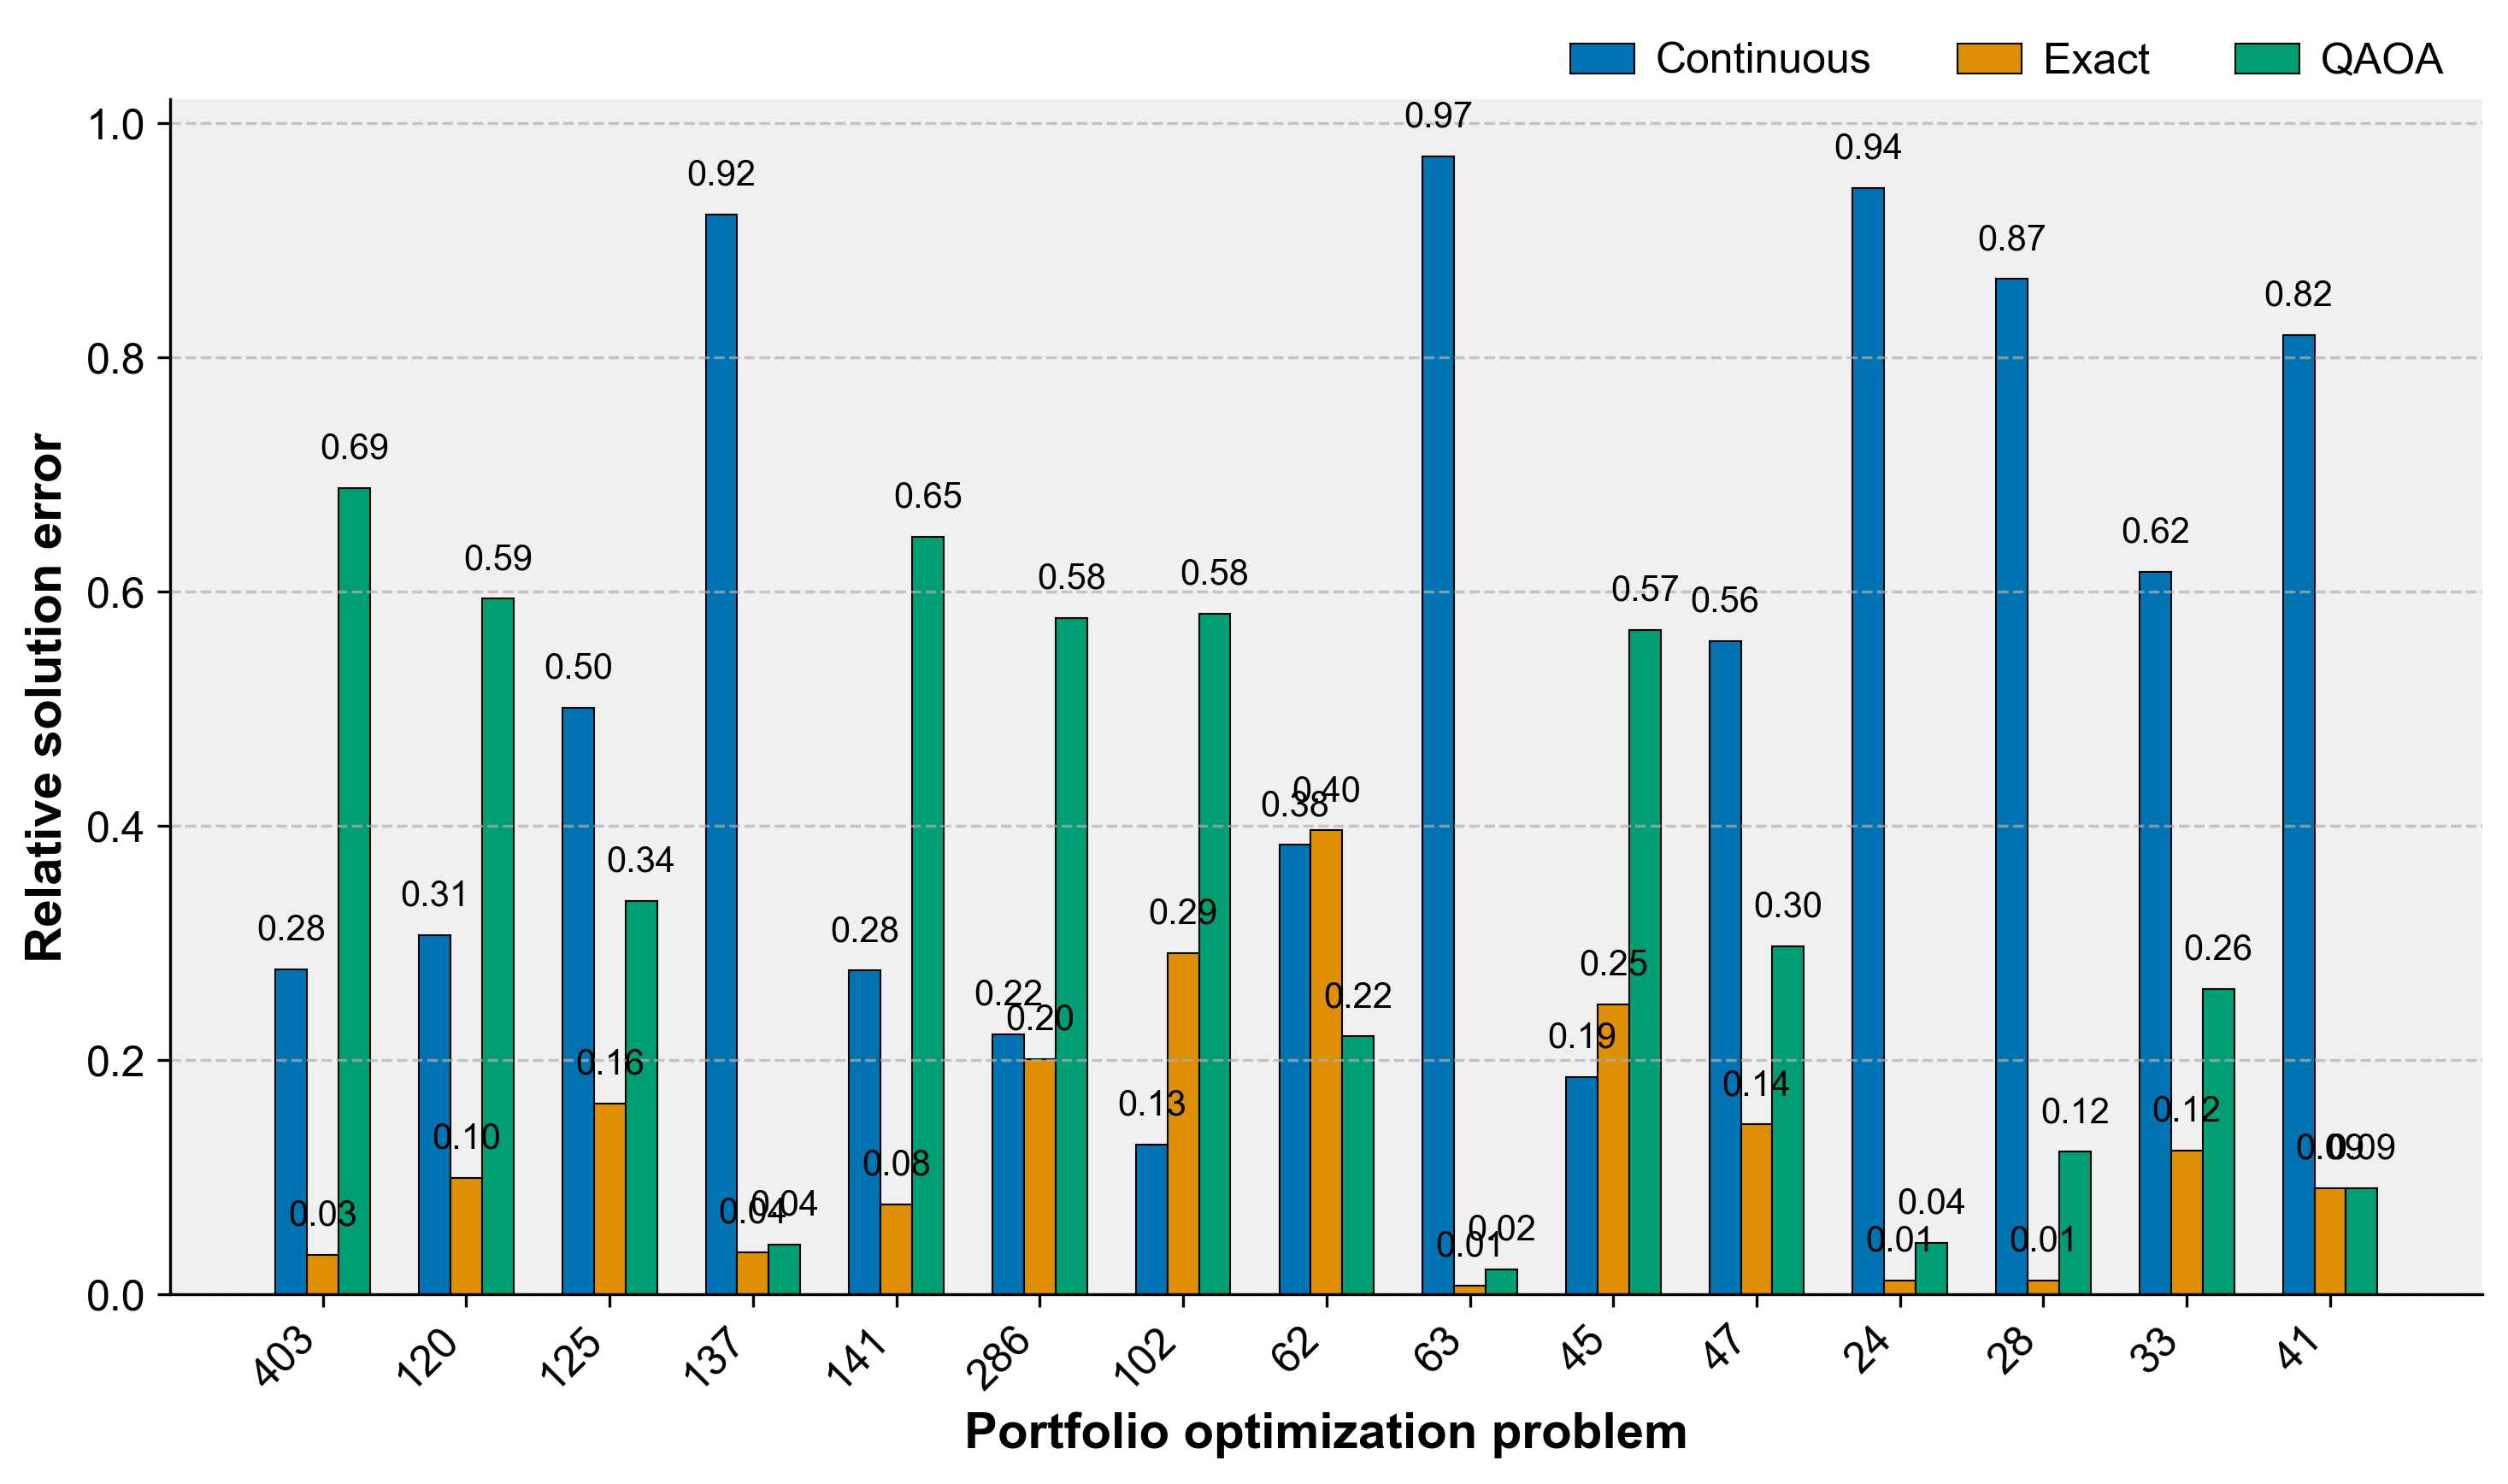 Continuous Exact QAOA
Relative solution error
1.0
0.8
0.6
0.4
0.2
0.0
0.28 0.03 0.69
0.31 0.10 0.59
0.50 0.16 0.34
0.92 0.04 0.04
0.28 0.08 0.65
0.22 0.20 0.58
0.13 0.29 0.58
0.38 0.40 0.22
0.97 0.01 0.02
0.19 0.25 0.57
0.56 0.14 0.30
0.94 0.01 0.04
0.87 0.01 0.12
0.62 0.12 0.26
0.82 0.09 0.09
403 120 125 137 141 286 102 62 63 45 47 24 28 33 41
Portfolio optimization problem